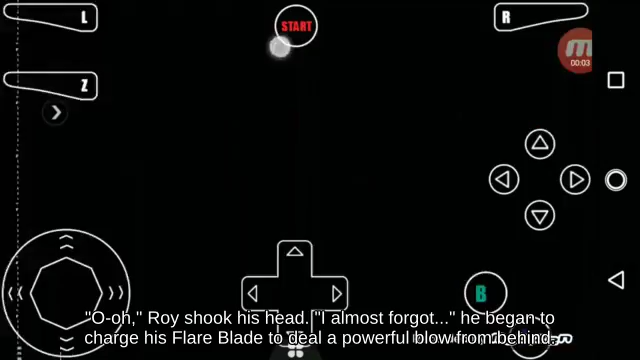 L
START
R
00:03
Z
B
"O-oh," Roy shook his head. "I almost forgot..." he began to
charge his Flare Blade to deal a powerful blow from behind.